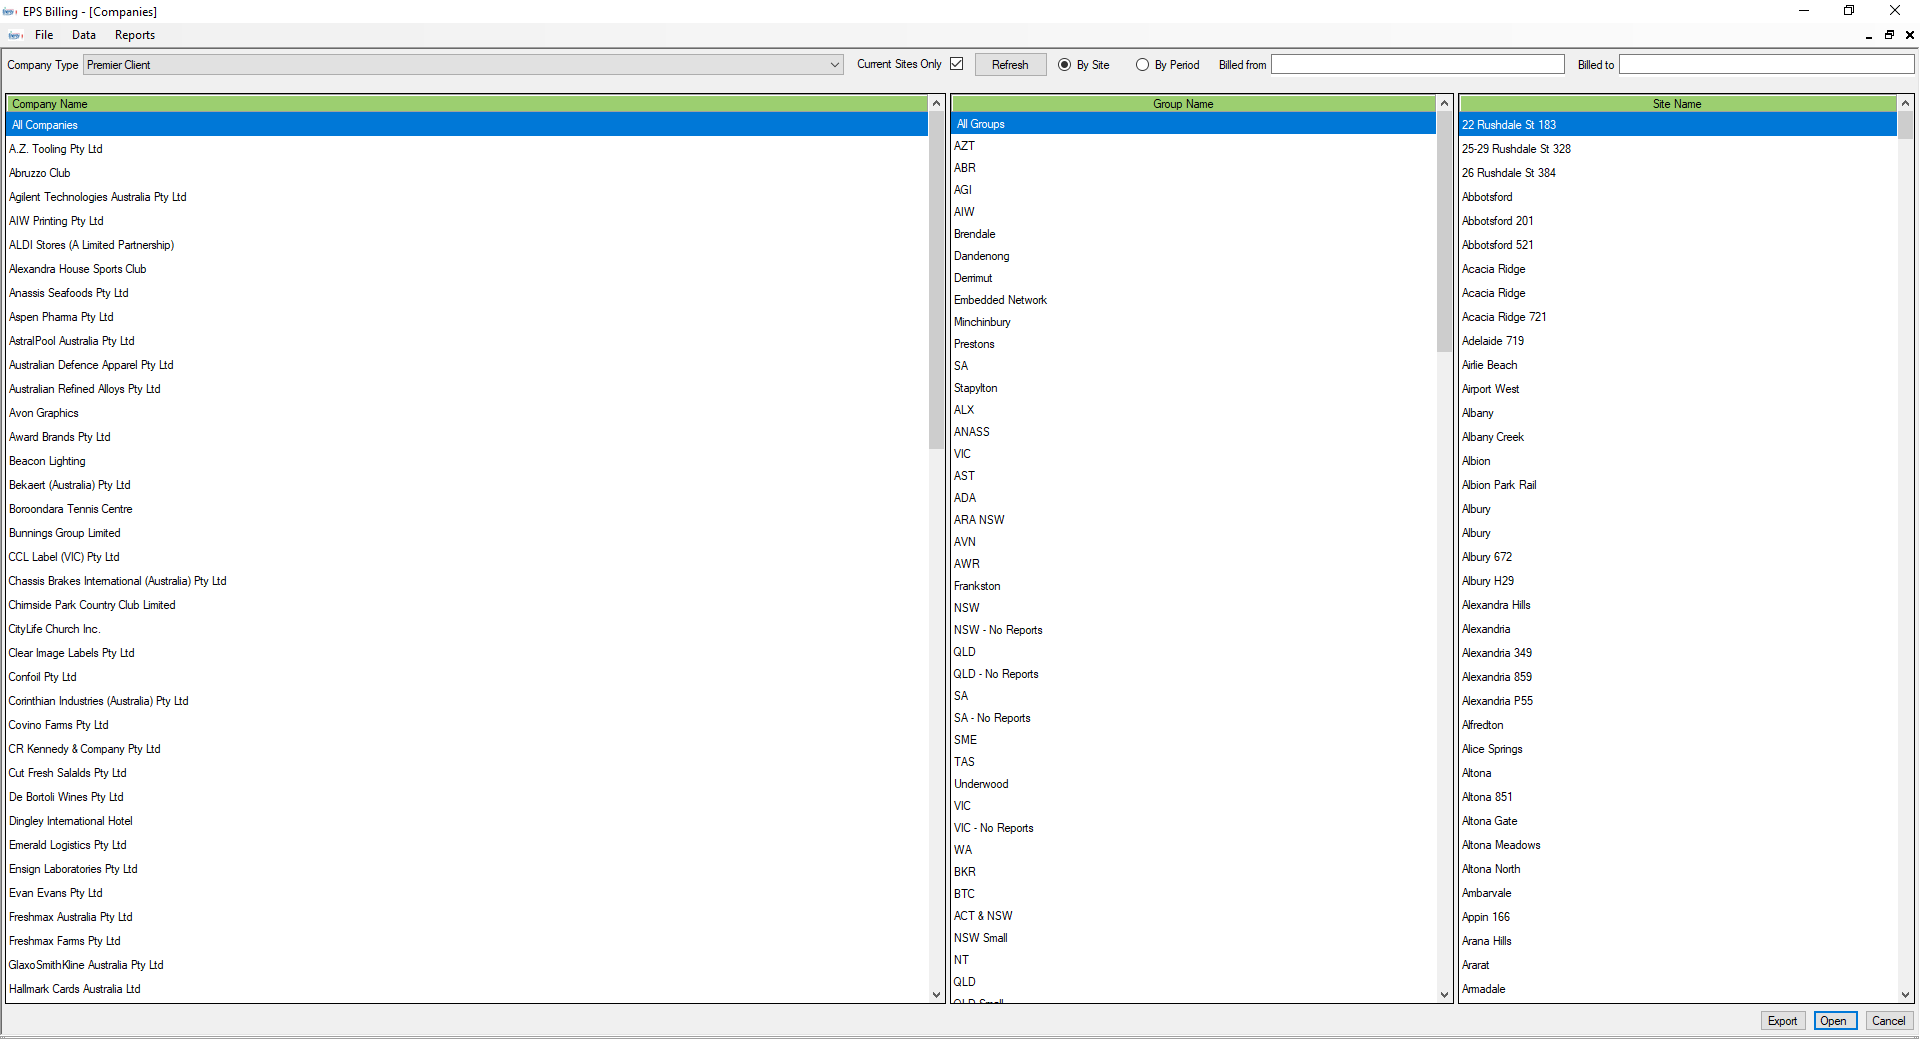 EPS Billing - [Companies]
File Data Reports
Company Type Premier Client Current Sites Only Refresh By Site By Period Billed from Billed to
Company Name
All Companies
A.Z. Tooling Pty Ltd
Abruzzo Club
Agilent Technologies Australia Pty Ltd
AIW Printing Pty Ltd
ALDI Stores (A Limited Partnership)
Alexandra House Sports Club
Anassis Seafoods Pty Ltd
Aspen Pharma Pty Ltd
AstralPool Australia Pty Ltd
Australian Defence Apparel Pty Ltd
Australian Refined Alloys Pty Ltd
Avon Graphics
Award Brands Pty Ltd
Beacon Lighting
Bekaert (Australia) Pty Ltd
Boroondara Tennis Centre
Bunnings Group Limited
CCL Label (VIC) Pty Ltd
Chassis Brakes International (Australia) Pty Ltd
Chirnside Park Country Club Limited
CityLife Church Inc.
Clear Image Labels Pty Ltd
Confoil Pty Ltd
Corinthian Industries (Australia) Pty Ltd
Covino Farms Pty Ltd
CR Kennedy & Company Pty Ltd
Cut Fresh Salalds Pty Ltd
De Bortoli Wines Pty Ltd
Dingley International Hotel
Emerald Logistics Pty Ltd
Ensign Laboratories Pty Ltd
Evan Evans Pty Ltd
Freshmax Australia Pty Ltd
Freshmax Farms Pty Ltd
GlaxoSmithKline Australia Pty Ltd
Hallmark Cards Australia Ltd
Group Name
All Groups
AZT
ABR
AGI
AIW
Brendale
Dandenong
Derrimut
Embedded Network
Minchinbury
Prestons
SA
Stapylton
ALX
ANASS
VIC
AST
ADA
ARA NSW
AVN
AWR
Frankston
NSW
NSW - No Reports
QLD
QLD - No Reports
SA
SA - No Reports
SME
TAS
Underwood
VIC
VIC - No Reports
WA
BKR
BTC
ACT & NSW
NSW Small
NT
QLD
QLD Small
Site Name
22 Rushdale St 183
25-29 Rushdale St 328
26 Rushdale St 384
Abbotsford
Abbotsford 201
Abbotsford 521
Acacia Ridge
Acacia Ridge
Acacia Ridge 721
Adelaide 719
Airlie Beach
Airport West
Albany
Albany Creek
Albion
Albion Park Rail
Albury
Albury
Albury 672
Albury H29
Alexandra Hills
Alexandria
Alexandria 349
Alexandria 859
Alexandria P55
Alfredton
Alice Springs
Altona
Altona 851
Altona Gate
Altona Meadows
Altona North
Ambarvale
Appin 166
Arana Hills
Ararat
Armadale
Export Open Cancel